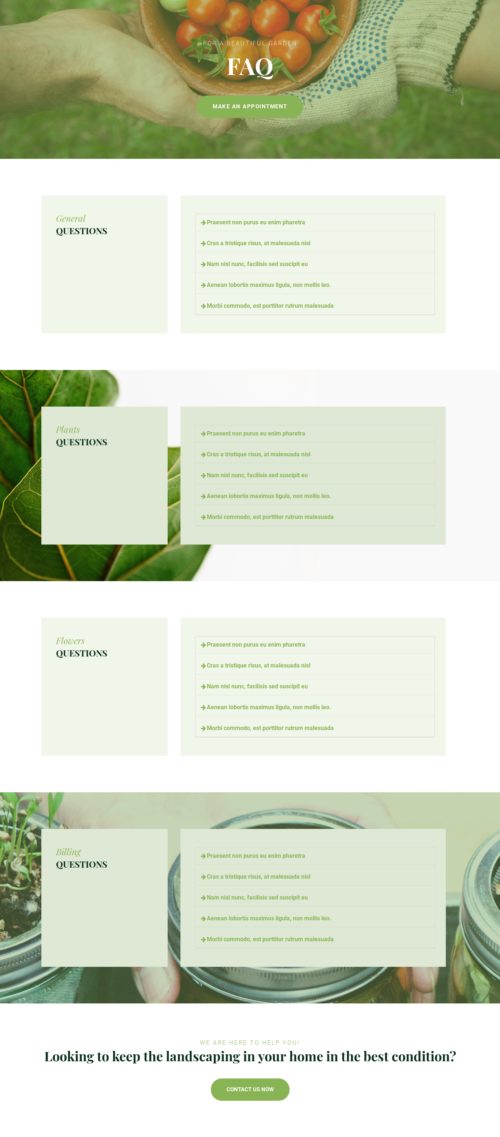 FOR A BEAUTIFUL GARDEN
FAQ
MAKE AN APPOINTMENT
General
QUESTIONS
Praesent non purus eu enim pharetra
Cras a tristique risus, at malesuada nisl
Nam nisl nunc, facilisis sed suscipit eu
Aenean lobortis maximus ligula, non mollis leo.
Morbi commodo, est porttitor rutrum malesuada
Plants
QUESTIONS
Praesent non purus eu enim pharetra
Cras a tristique risus, at malesuada nisl
Nam nisl nunc, facilisis sed suscipit eu
Aenean lobortis maximus ligula, non mollis leo.
Morbi commodo, est porttitor rutrum malesuada
Flowers
QUESTIONS
Praesent non purus eu enim pharetra
Cras a tristique risus, at malesuada nisl
Nam nisl nunc, facilisis sed suscipit eu
Aenean lobortis maximus ligula, non mollis leo.
Morbi commodo, est porttitor rutrum malesuada
Billing
QUESTIONS
Praesent non purus eu enim pharetra
Cras a tristique risus, at malesuada nisl
Nam nisl nunc, facilisis sed suscipit eu
Aenean lobortis maximus ligula, non mollis leo.
Morbi commodo, est porttitor rutrum malesuada
WE ARE HERE TO HELP YOU!
Looking to keep the landscaping in your home in the best condition?
CONTACT US NOW